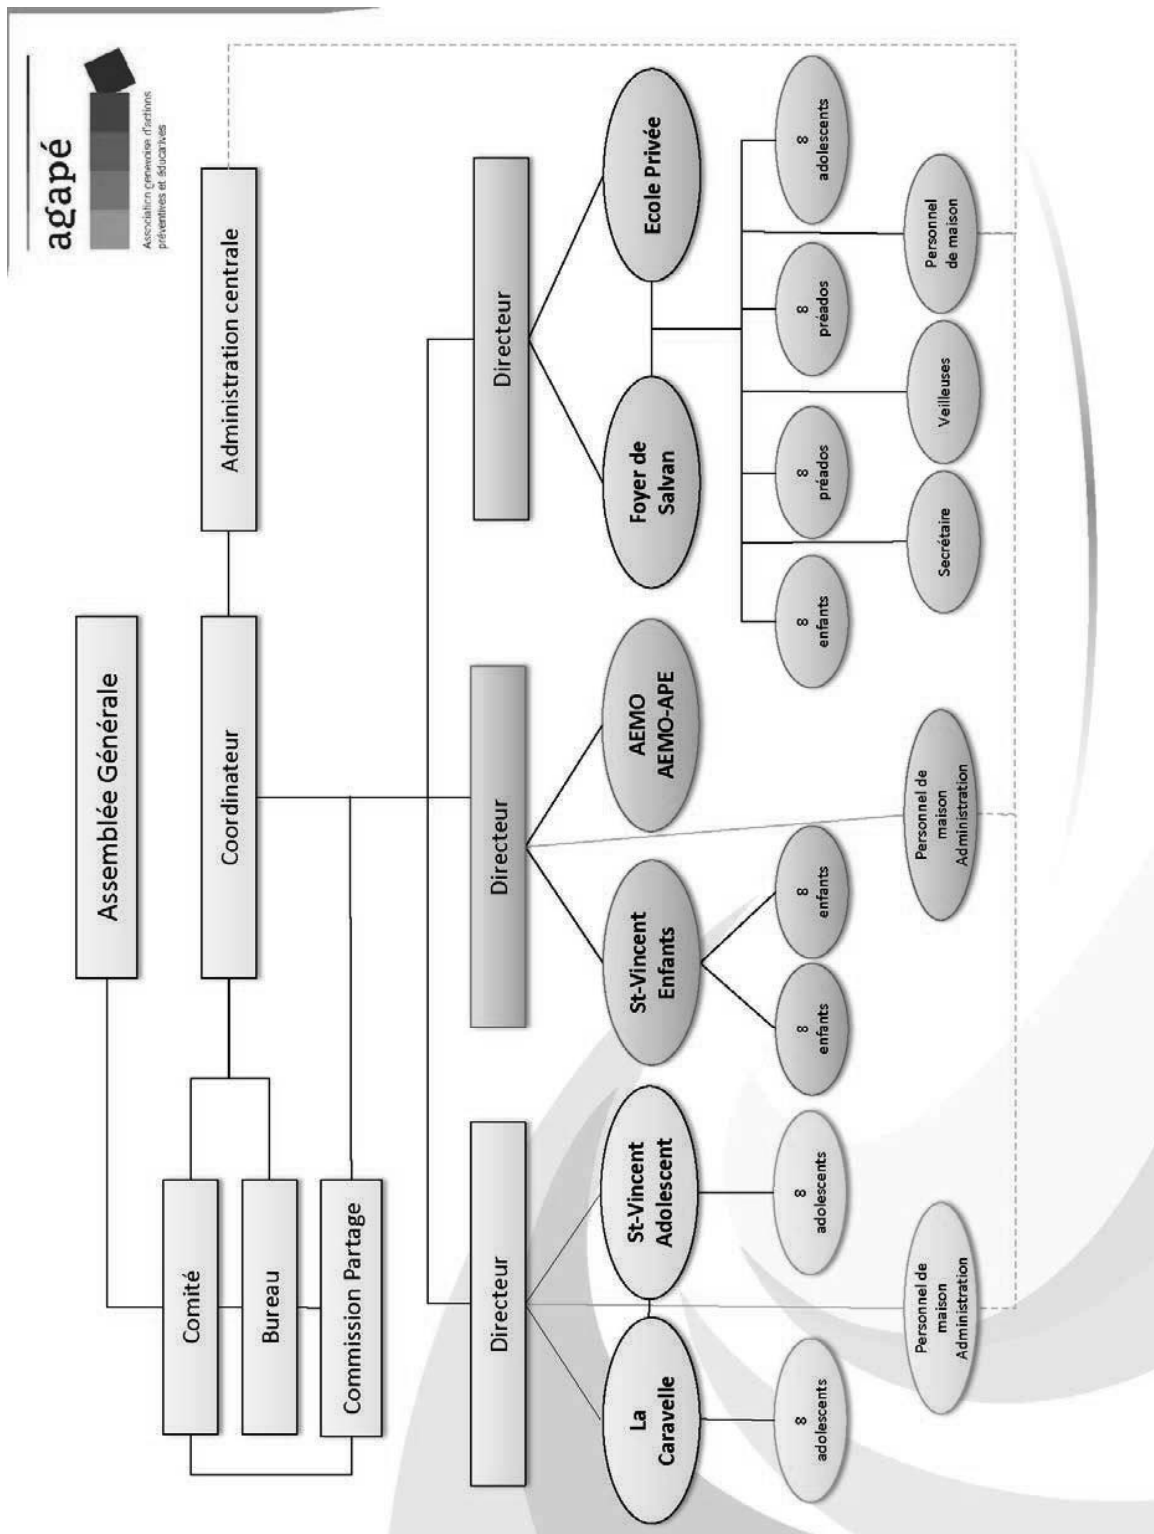 agapé
Association genevoise d'actions
préventives et éducatives
Assemblée Générale
Comité
Bureau
Commission Partage
Coordinateur
Administration centrale
Directeur
Directeur
Directeur
La
Caravelle
St-Vincent
Adolescent
St-Vincent
Enfants
AEMO
AEMO-APE
Foyer de
Salvan
Ecole Privée
8
adolescents
8
adolescents
8
enfants
8
enfants
8
enfants
8
préados
8
préados
8
adolescents
Personnel de
maison
Administration
Personnel de
maison
Administration
Secrétaire
Veilleuses
Personnel
de maison